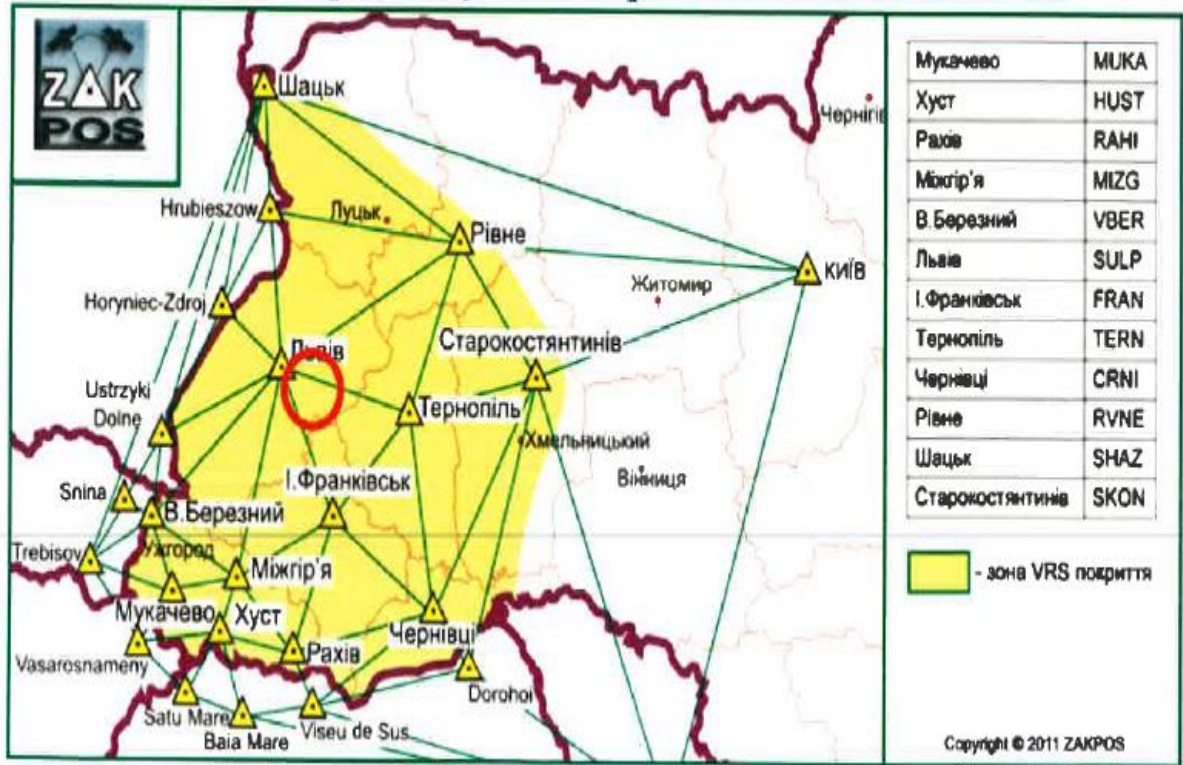 ZAK
POS
Шацьк
Чернігів
Hrubieszow
Луцьк
Рівне
КИЇВ
Житомир
Horyniec-Zdroj
Львів
Старокостянтинів
Ustrzyki
Dolne
Тернопіль
Хмельницький
Вінниця
І.Франківськ
Snina
В.Березний
Trebisov
Ужгород
Міжгір'я
Мукачево
Хуст
Чернівці
Рахів
Vasarosnameny
Dorohoi
Satu Mare
Viseu de Sus
Baia Mare
Мукачево MUKA
Хуст HUST
Рахів RAHI
Міжгір'я MIZG
В.Березний VBER
Львів SULP
І.Франківськ FRAN
Тернопіль TERN
Чернівці CRNI
Рівне RVNE
Шацьк SHAZ
Старокостянтинів SKON
- зона VRS покриття
Copyright © 2011 ZAKPOS